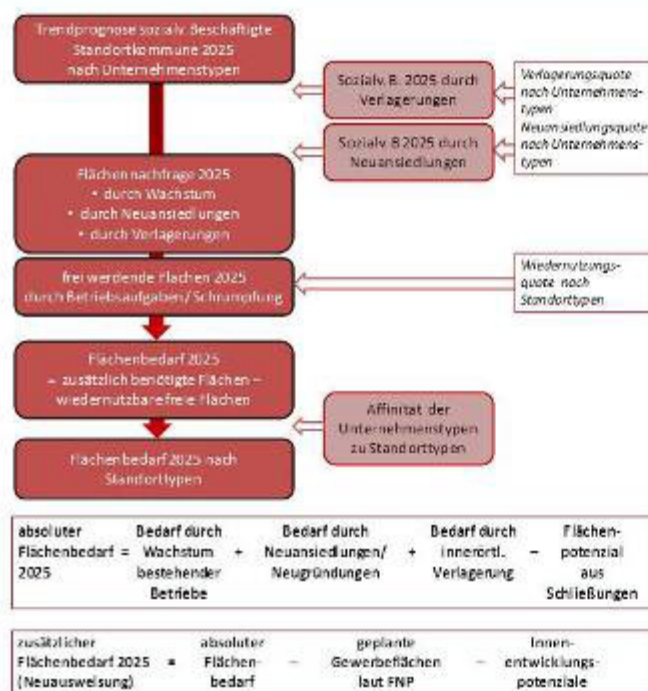 Trendprognose sozialv. Beschäftigte
Standortkommune 2025
nach Unternehmenstypen
Sozialv. B. 2025 durch
Verlagerungen
Verlagerungsquote
nach Unternehmens-
typen
Neuansiedlungsquote
nach Unternehmens-
typen
Sozialv. B 2025 durch
Neuansiedlungen
Flächennachfrage 2025
• durch Wachstum
• durch Neuansiedlungen
• durch Verlagerungen
frei werdende Flächen 2025
durch Betriebsaufgaben/ Schrumpfung
Wiedernutzungs-
quote nach
Standorttypen
Flächenbedarf 2025
= zusätzlich benötigte Flächen –
wiedernutzbare freie Flächen
Affinität der
Unternehmenstypen
zu Standorttypen
Flächenbedarf 2025 nach
Standorttypen
absoluter Bedarf durch Bedarf durch Bedarf durch Flächen-
Flächenbedarf = Wachstum + Neuansiedlungen/ + innerörtl. – potenzial
2025 bestehender Neugründungen Verlagerung aus
Betriebe Schließungen
zusätzlicher absoluter geplante Innen-
Flächenbedarf 2025 = Flächen- – Gewerbeflächen – entwicklungs-
(Neuausweisung) bedarf laut FNP potenziale